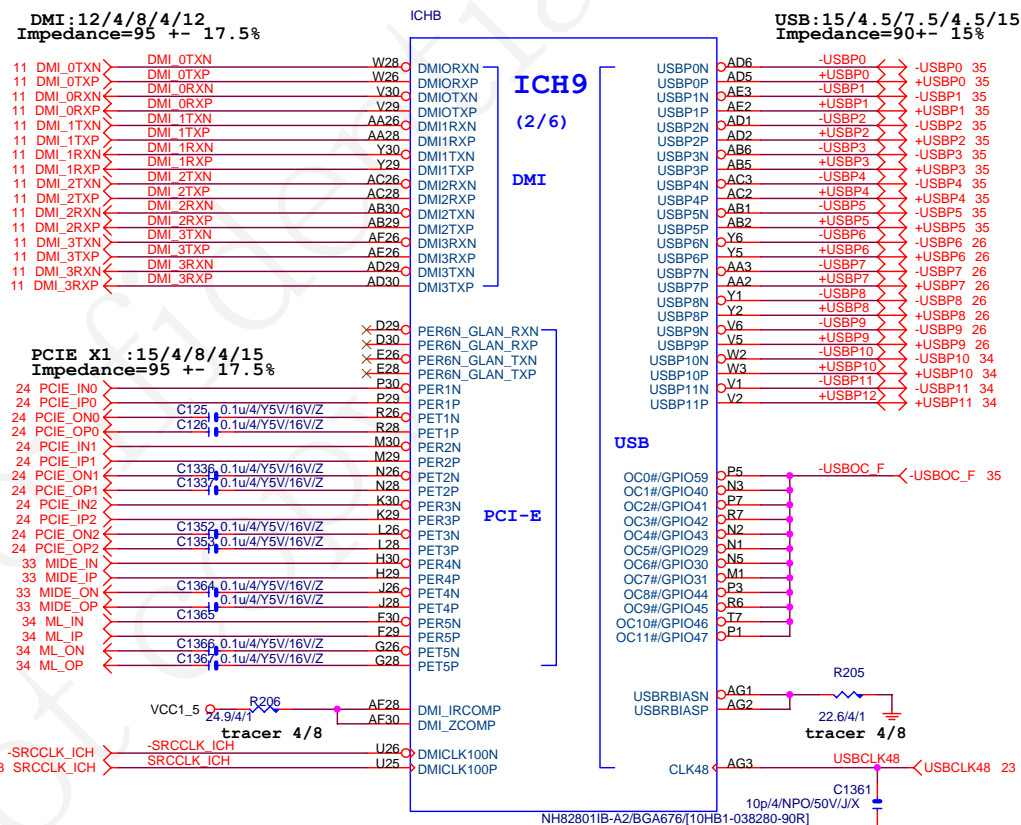 DMI:12/4/8/4/12
Impedance=95 +- 17.5%
ICHB
USB:15/4.5/7.5/4.5/15
Impedance=90+- 15%
ICH9
(2/6)
DMI
11 DMI_0TXN DMI_0TXN W28 DMIORXN
11 DMI_0TXP DMI_0TXP W26 DMIORXP
11 DMI_0RXN DMI_0RXN V30 DMIOTXN
11 DMI_0RXP DMI_0RXP V29 DMIOTXP
11 DMI_1TXN DMI_1TXN AA26 DMI1RXN
11 DMI_1TXP DMI_1TXP AA28 DMI1RXP
11 DMI_1RXN DMI_1RXN Y30 DMI1TXN
11 DMI_1RXP DMI_1RXP Y29 DMI1TXP
11 DMI_2TXN DMI_2TXN AC26 DMI2RXN
11 DMI_2TXP DMI_2TXP AC28 DMI2RXP
11 DMI_2RXN DMI_2RXN AB30 DMI2TXN
11 DMI_2RXP DMI_2RXP AB29 DMI2TXP
11 DMI_3TXN DMI_3TXN AF26 DMI3RXN
11 DMI_3TXP DMI_3TXP AE26 DMI3RXP
11 DMI_3RXN DMI_3RXN AD29 DMI3TXN
11 DMI_3RXP DMI_3RXP AD30 DMI3TXP
USBP0N AD6 -USBP0 -USBP0 35
USBP0P AD5 +USBP0 +USBP0 35
USBP1N AE3 -USBP1 -USBP1 35
USBP1P AE2 +USBP1 +USBP1 35
USBP2N AD1 -USBP2 -USBP2 35
USBP2P AD2 +USBP2 +USBP2 35
USBP3N AB6 -USBP3 -USBP3 35
USBP3P AB5 +USBP3 +USBP3 35
USBP4N AC3 -USBP4 -USBP4 35
USBP4P AC2 +USBP4 +USBP4 35
USBP5N AB1 -USBP5 -USBP5 35
USBP5P AB2 +USBP5 +USBP5 35
USBP6N Y6 -USBP6 -USBP6 26
USBP6P Y5 +USBP6 +USBP6 26
USBP7N AA3 -USBP7 -USBP7 26
USBP7P AA2 +USBP7 +USBP7 26
USBP8N Y1 -USBP8 -USBP8 26
USBP8P Y2 +USBP8 +USBP8 26
USBP9N V6 -USBP9 -USBP9 26
USBP9P V5 +USBP9 +USBP9 26
USBP10N W2 -USBP10 -USBP10 34
USBP10P W3 +USBP10 +USBP10 34
USBP11N V1 -USBP11 -USBP11 34
USBP11P V2 +USBP12 +USBP11 34
D29 PER6N_GLAN_RXN
D30 PER6N_GLAN_RXP
E26 PER6N_GLAN_TXN
E28 PER6N_GLAN_TXP
PCIE X1 :15/4/8/4/15
Impedance=95 +- 17.5%
24 PCIE_IN0 P30 PER1N
24 PCIE_IP0 P29 PER1P
24 PCIE_ON0 C125 0.1u/4/Y5V/16V/Z R26 PET1N
24 PCIE_OP0 C126 0.1u/4/Y5V/16V/Z R28 PET1P
24 PCIE_IN1 M30 PER2N
24 PCIE_IP1 M29 PER2P
24 PCIE_ON1 C1336 0.1u/4/Y5V/16V/Z N26 PET2N
24 PCIE_OP1 C1337 0.1u/4/Y5V/16V/Z N28 PET2P
24 PCIE_IN2 K30 PER3N
24 PCIE_IP2 K29 PER3P
24 PCIE_ON2 C1352 0.1u/4/Y5V/16V/Z L26 PET3N
24 PCIE_OP2 C1353 0.1u/4/Y5V/16V/Z L28 PET3P
33 MIDE_IN H30 PER4N
33 MIDE_IP H29 PER4P
33 MIDE_ON C1364 0.1u/4/Y5V/16V/Z J26 PET4N
33 MIDE_OP 0.1u/4/Y5V/16V/Z J28 PET4P
34 ML_IN C1365 F30 PER5N
34 ML_IP F29 PER5P
34 ML_ON C1366 0.1u/4/Y5V/16V/Z G26 PET5N
34 ML_OP C1367 0.1u/4/Y5V/16V/Z G28 PET5P
PCI-E
USB
OC0#/GPIO59 P5 -USBOC_F -USBOC_F 35
OC1#/GPIO40 N3
OC2#/GPIO41 P7
OC3#/GPIO42 R7
OC4#/GPIO43 N2
OC5#/GPIO29 N1
OC6#/GPIO30 N5
OC7#/GPIO31 M1
OC8#/GPIO44 P3
OC9#/GPIO45 R6
OC10#/GPIO46 T7
OC11#/GPIO47 P1
VCC1_5 R206 AF28 DMI_IRCOMP
24.9/4/1 AF30 DMI_ZCOMP
tracer 4/8
USBRBIASN AG1 R205
USBRBIASP AG2 22.6/4/1
tracer 4/8
-SRCCLK_ICH -SRCCLK_ICH U26 DMICLK100N
SRCCLK_ICH SRCCLK_ICH U25 DMICLK100P
CLK48 AG3 USBCLK48 USBCLK48 23
C1361
10p/4/NPO/50V/J/X
NH82801IB-A2/BGA676/[10HB1-038280-90R]